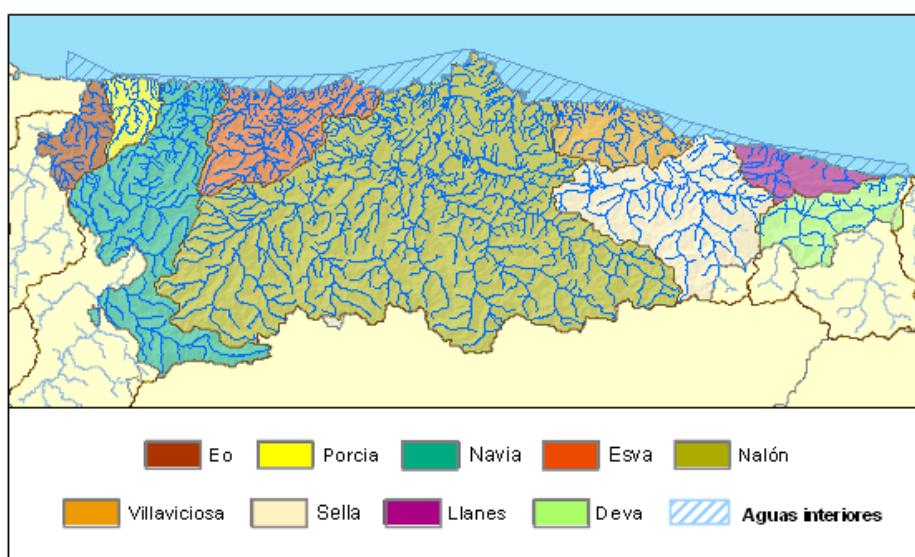 Eo Porcia Navia Esva Nalón
Villaviciosa Sella Llanes Deva Aguas interiores